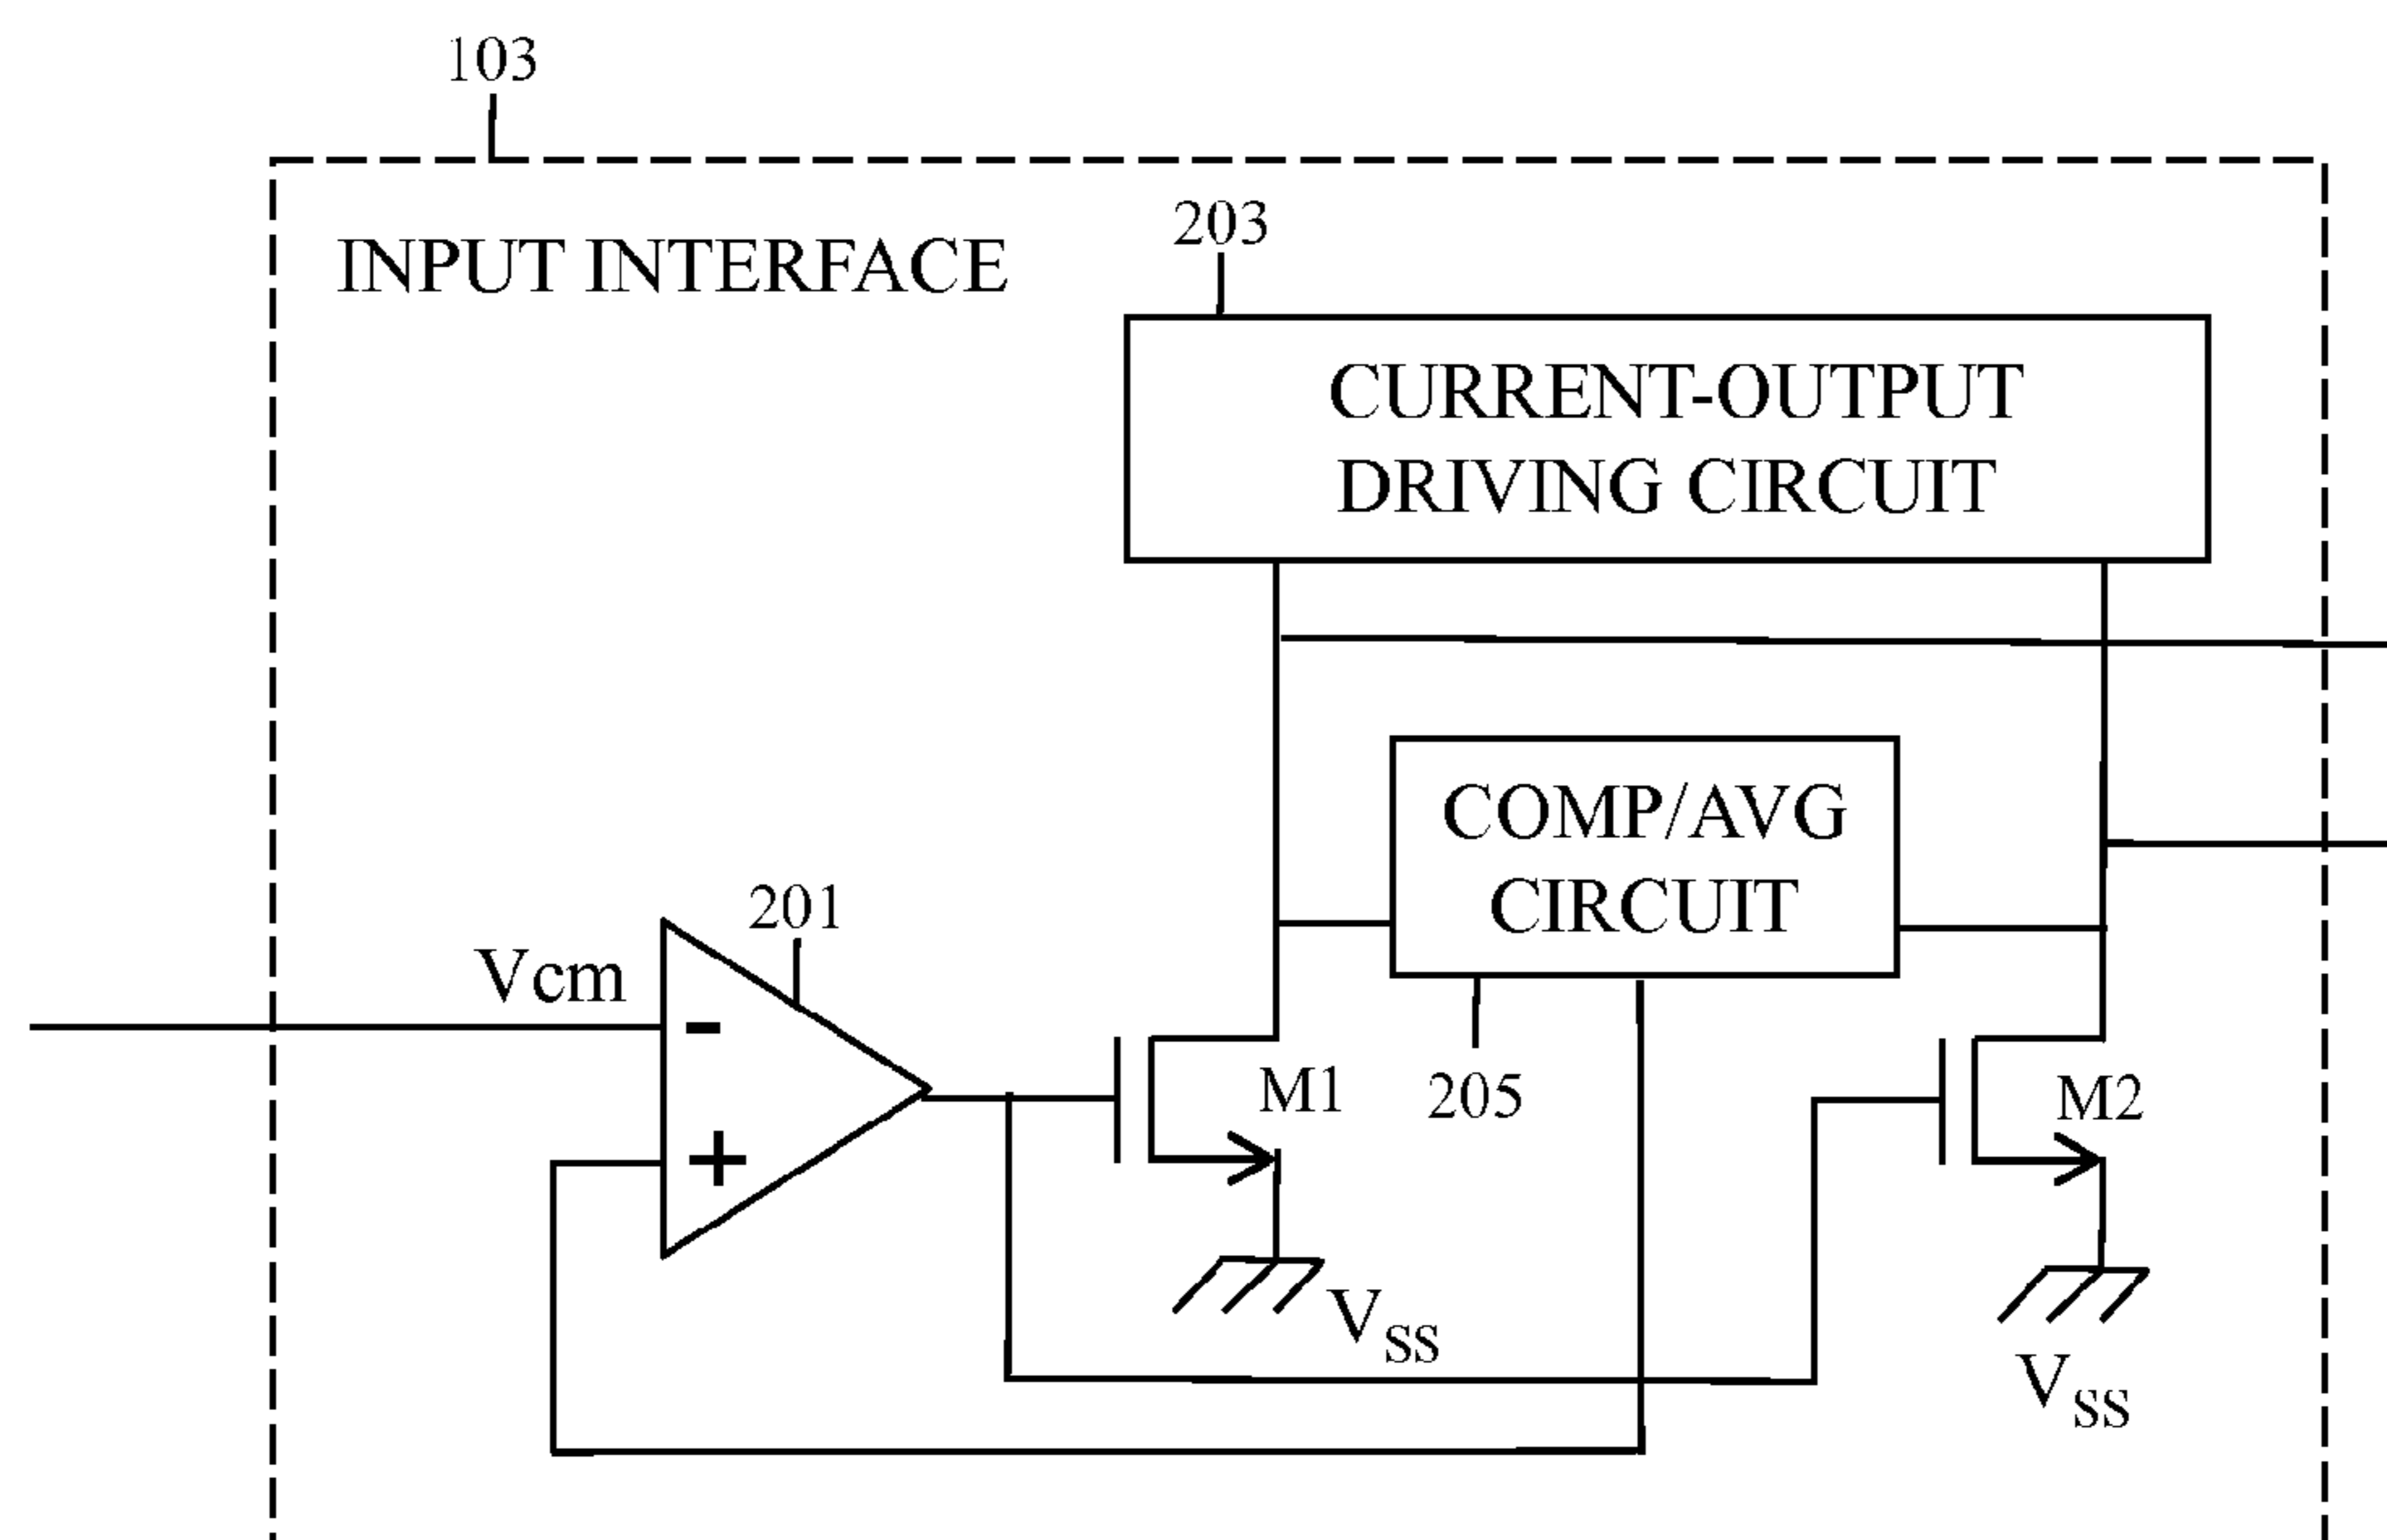 103
INPUT INTERFACE
203
CURRENT-OUTPUT
DRIVING CIRCUIT
COMP/AVG
CIRCUIT
201
Vcm
-
+
M1
205
M2
VSS
VSS